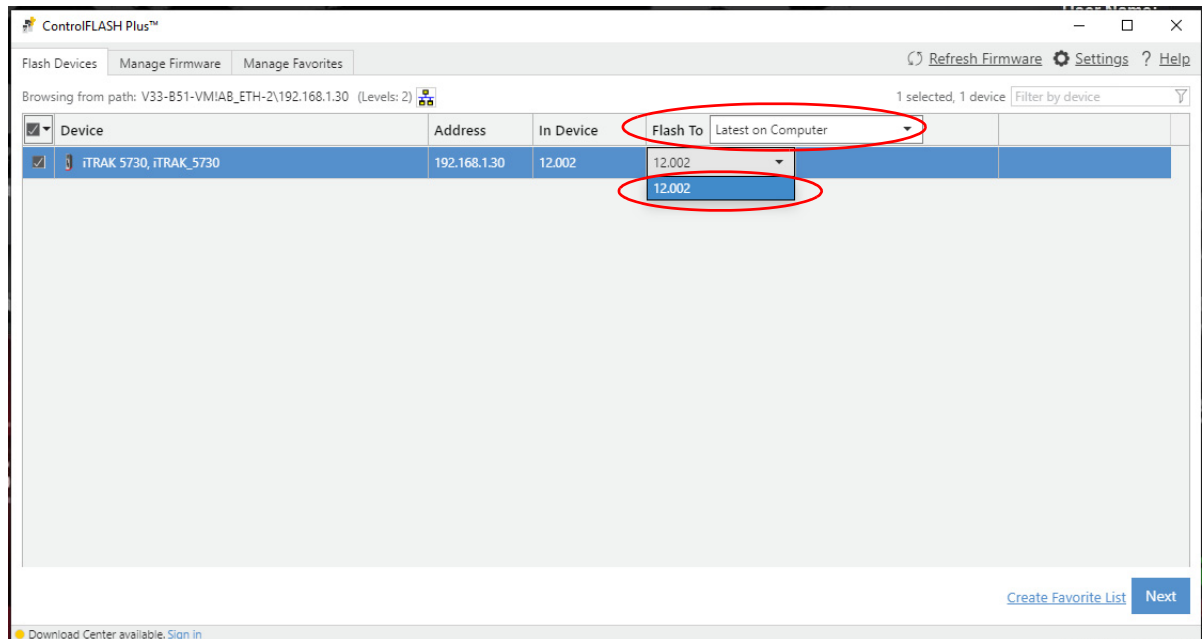 User Name:
ControlFLASH Plus™
Flash Devices Manage Firmware Manage Favorites Refresh Firmware Settings ? Help
Browsing from path: V33-B51-VM!AB_ETH-2\192.168.1.30 (Levels: 2) 1 selected, 1 device Filter by device
Device Address In Device Flash To Latest on Computer
iTRAK 5730, iTRAK_5730 192.168.1.30 12.002 12.002
12.002
Create Favorite List Next
Download Center available. Sign in